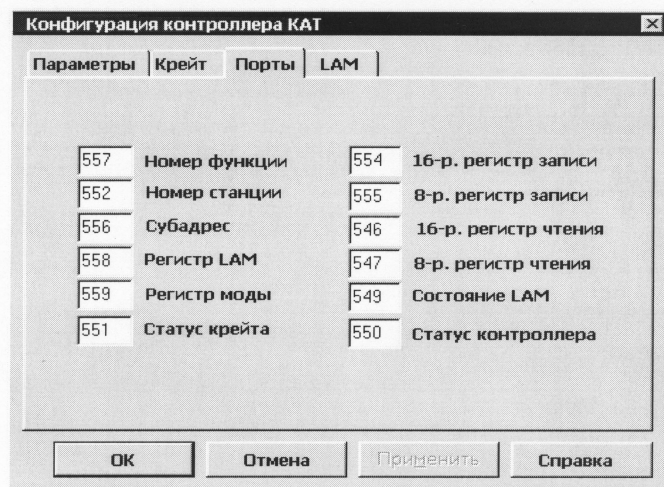 Конфигурация контроллера КАТ
Параметры Крейт Порты LAM
557 Номер функции 554 16-р. регистр записи
552 Номер станции 555 8-р. регистр записи
556 Субадрес 546 16-р. регистр чтения
558 Регистр LAM 547 8-р. регистр чтения
559 Регистр моды 549 Состояние LAM
551 Статус крейта 550 Статус контроллера
ОК Отмена Применить Справка